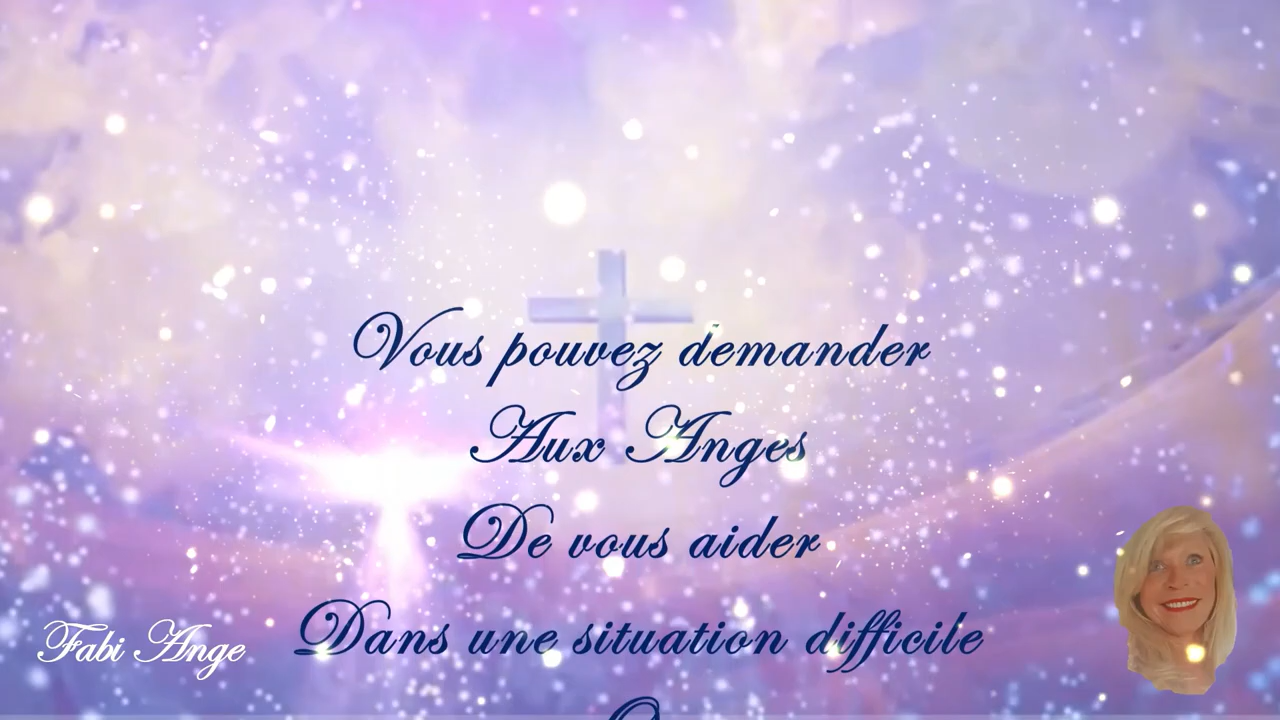 Vous pouvez demander
Aux Anges
De vous aider
Dans une situation difficile
Fabi Ange